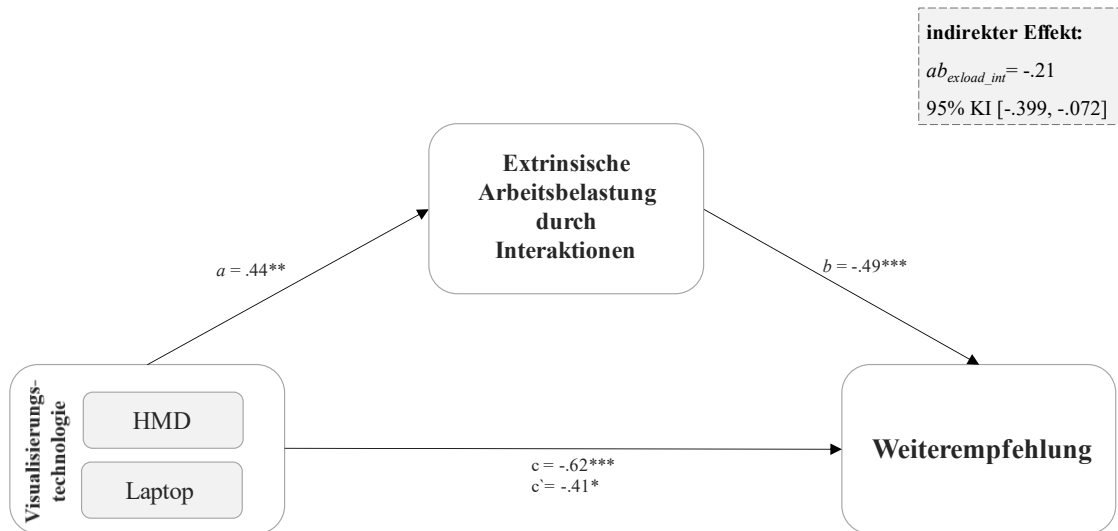 indirekter Effekt:
ab_exload_int= -.21
95% KI [-.399, -.072]
Extrinsische
Arbeitsbelastung
durch
Interaktionen
a = .44**
b = -.49***
Visualisierungs-
technologie
HMD
Laptop
c = -.62***
c`= -.41*
Weiterempfehlung